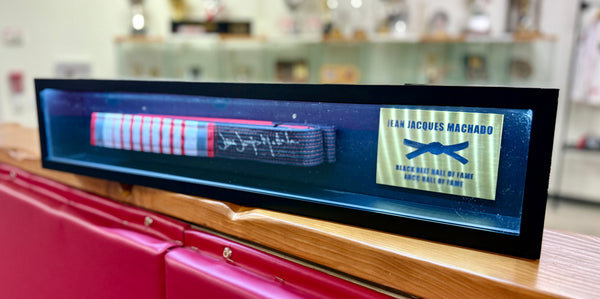 JEAN JACQUES MACHADO
BLACK BELT HALL OF FAME
ADCC HALL OF FAME